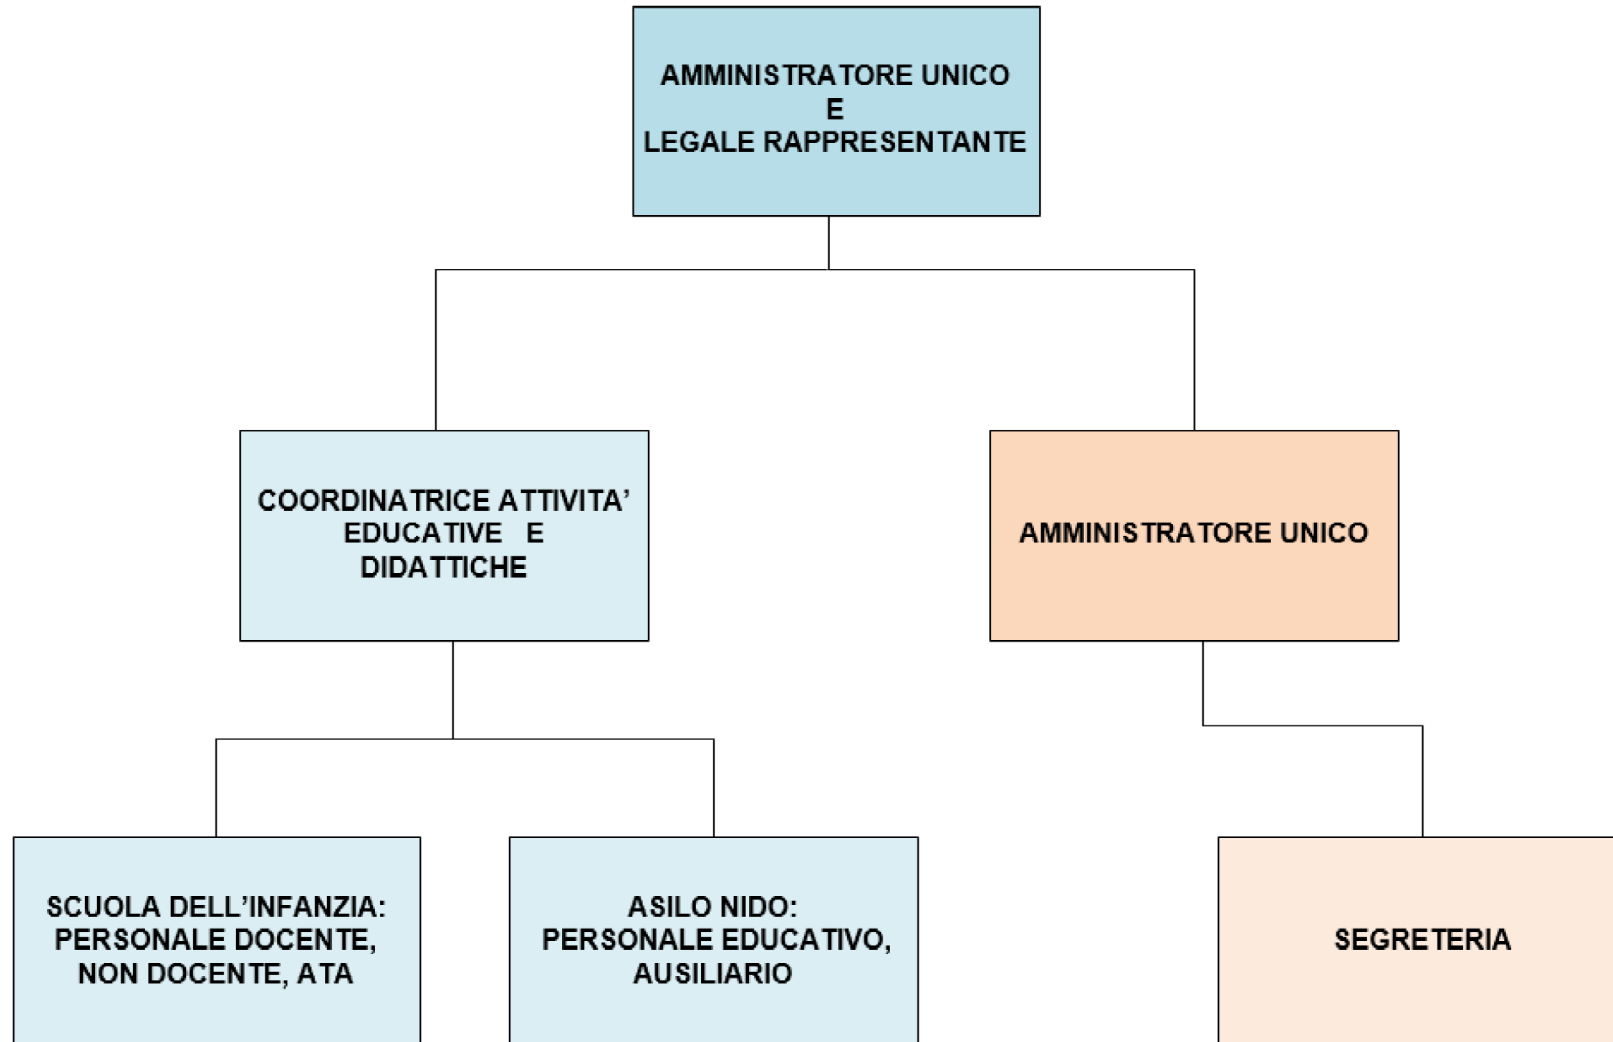 AMMINISTRATORE UNICO
E
LEGALE RAPPRESENTANTE
COORDINATRICE ATTIVITA’
EDUCATIVE E
DIDATTICHE
AMMINISTRATORE UNICO
SCUOLA DELL’INFANZIA:
PERSONALE DOCENTE,
NON DOCENTE, ATA
ASILO NIDO:
PERSONALE EDUCATIVO,
AUSILIARIO
SEGRETERIA